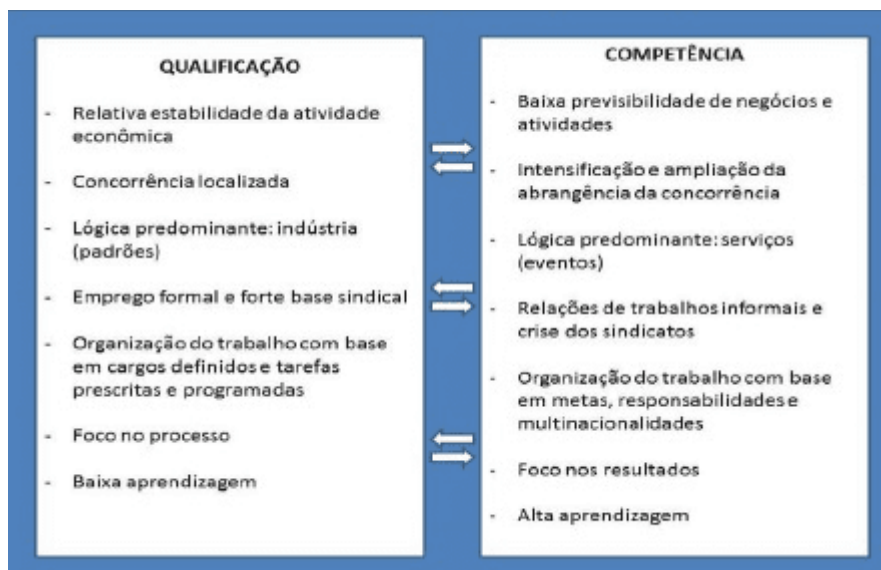 QUALIFICAÇÃO
- Relativa estabilidade da atividade
econômica
- Concorrência localizada
- Lógica predominante: indústria
(padrões)
- Emprego formal e forte base sindical
- Organização do trabalho com base
em cargos definidos e tarefas
prescritas e programadas
- Foco no processo
- Baixa aprendizagem
COMPETÊNCIA
- Baixa previsibilidade de negócios e
atividades
- Intensificação e ampliação da
abrangência da concorrência
- Lógica predominante: serviços
(eventos)
- Relações de trabalhos informais e
crise dos sindicatos
- Organização do trabalho com base
em metas, responsabilidades e
multinacionalidades
- Foco nos resultados
- Alta aprendizagem